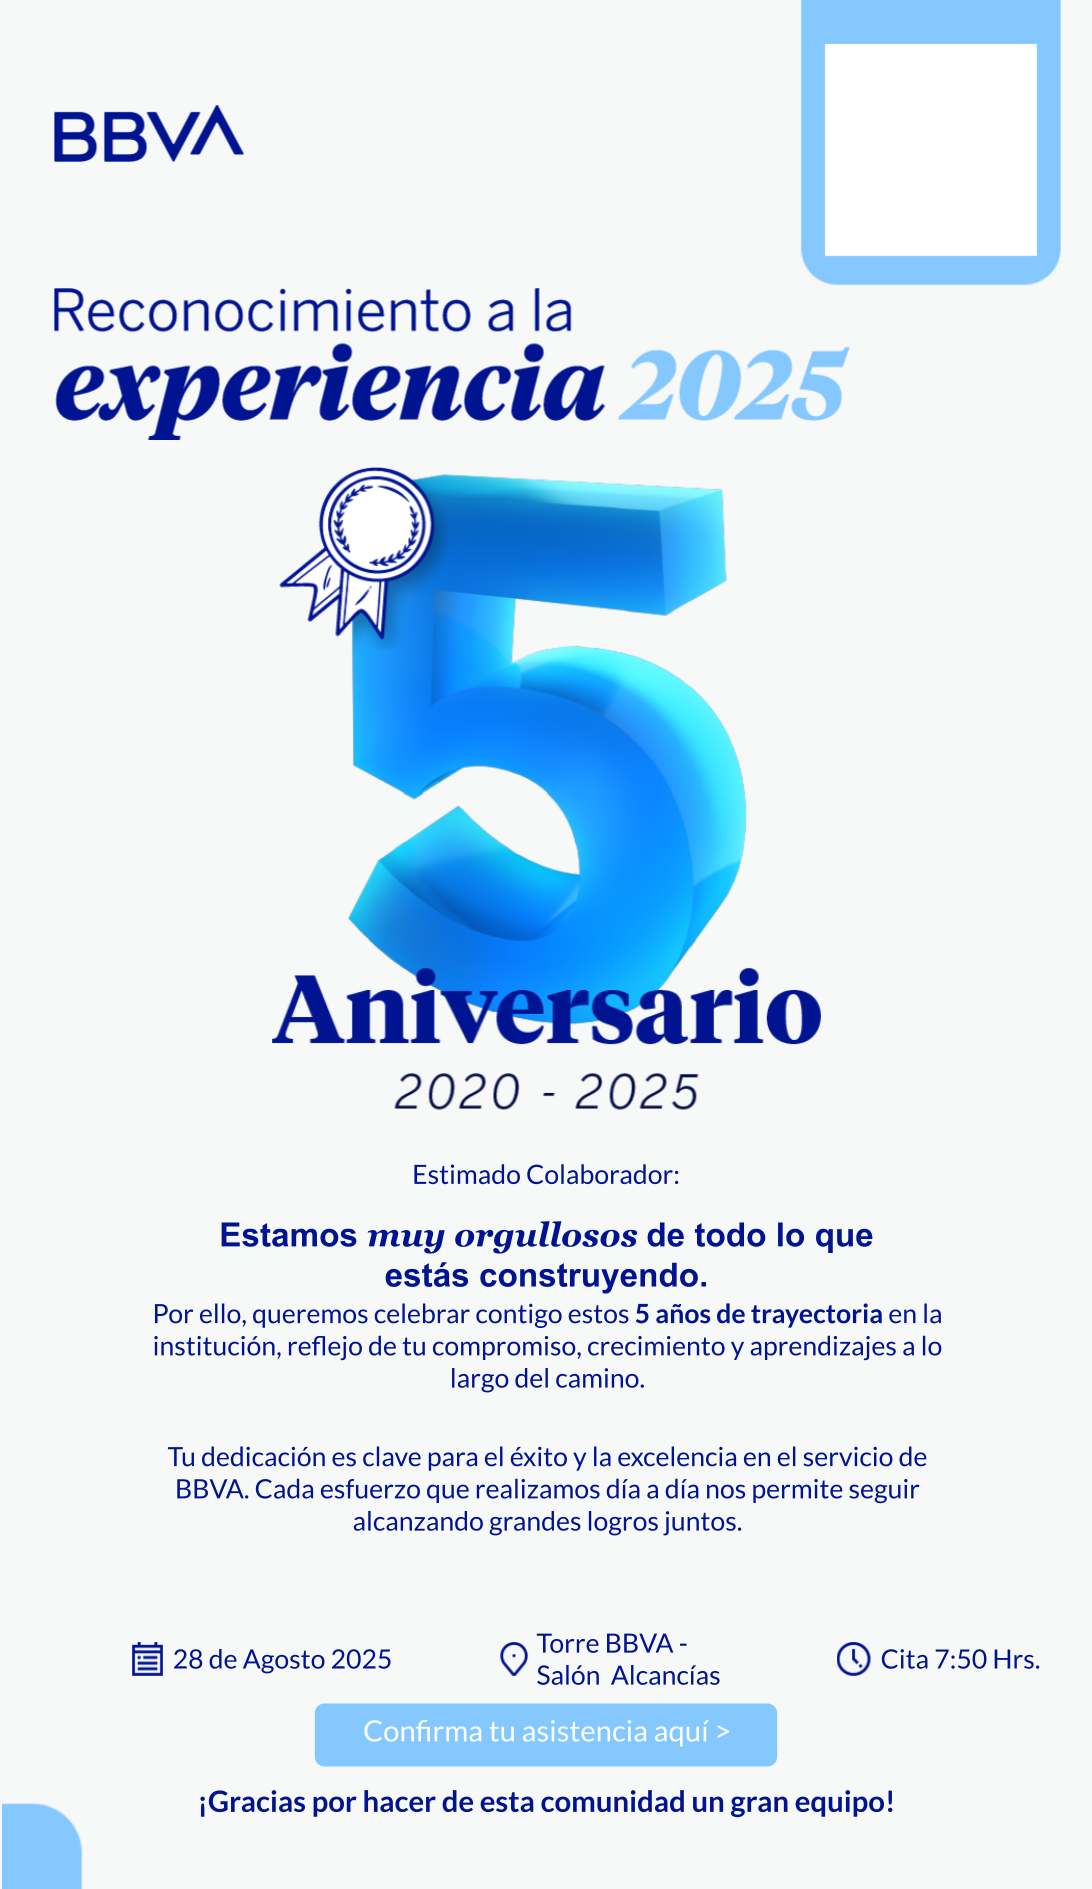 BBVA
Reconocimiento a la
experiencia 2025
5
Aniversario
2020 - 2025
Estimado Colaborador:
Estamos muy orgullosos de todo lo que
estás construyendo.
Por ello, queremos celebrar contigo estos 5 años de trayectoria en la
institución, reflejo de tu compromiso, crecimiento y aprendizajes a lo
largo del camino.
Tu dedicación es clave para el éxito y la excelencia en el servicio de
BBVA. Cada esfuerzo que realizamos día a día nos permite seguir
alcanzando grandes logros juntos.
28 de Agosto 2025
Torre BBVA -
Salón Alcancías
Cita 7:50 Hrs.
Confirma tu asistencia aquí >
¡Gracias por hacer de esta comunidad un gran equipo!